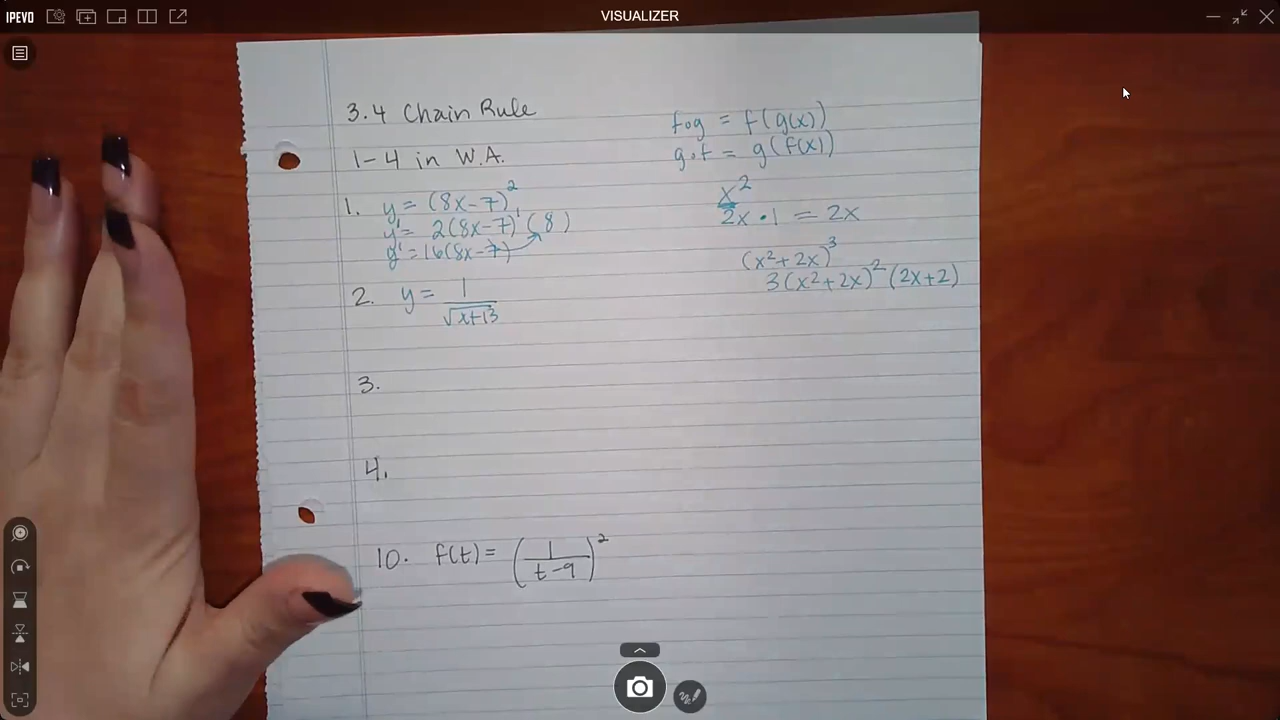 IPEVO
VISUALIZER
3.4 Chain Rule
1-4 in W.A.
1. y = (8x-7)²
y' = 2(8x-7)¹(8)
y' = 16(8x-7)
2. y = 1/√x+13
3.
4.
10. f(t) = (1/t-9)²
fog = f(g(x))
g∘f = g(f(x))
x²
2x·1 = 2x
(x²+2x)³
3(x²+2x)²(2x+2)